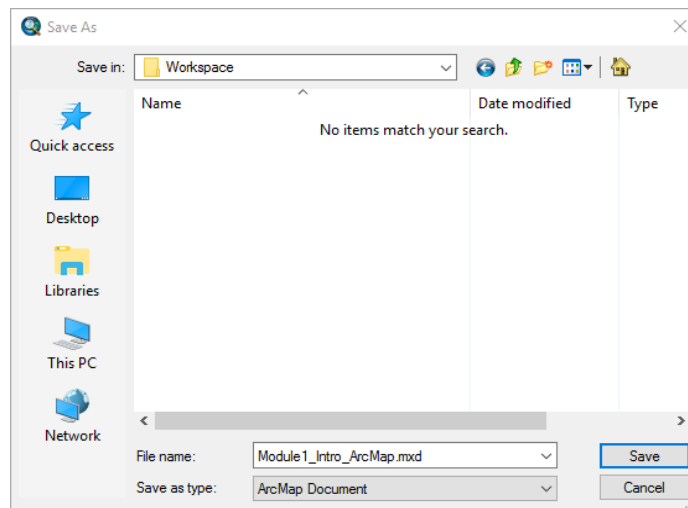 Save As
Save in: Workspace
Name Date modified Type
No items match your search.
Quick access
Desktop
Libraries
This PC
Network
File name: Module1_Intro_ArcMap.mxd Save
Save as type: ArcMap Document Cancel